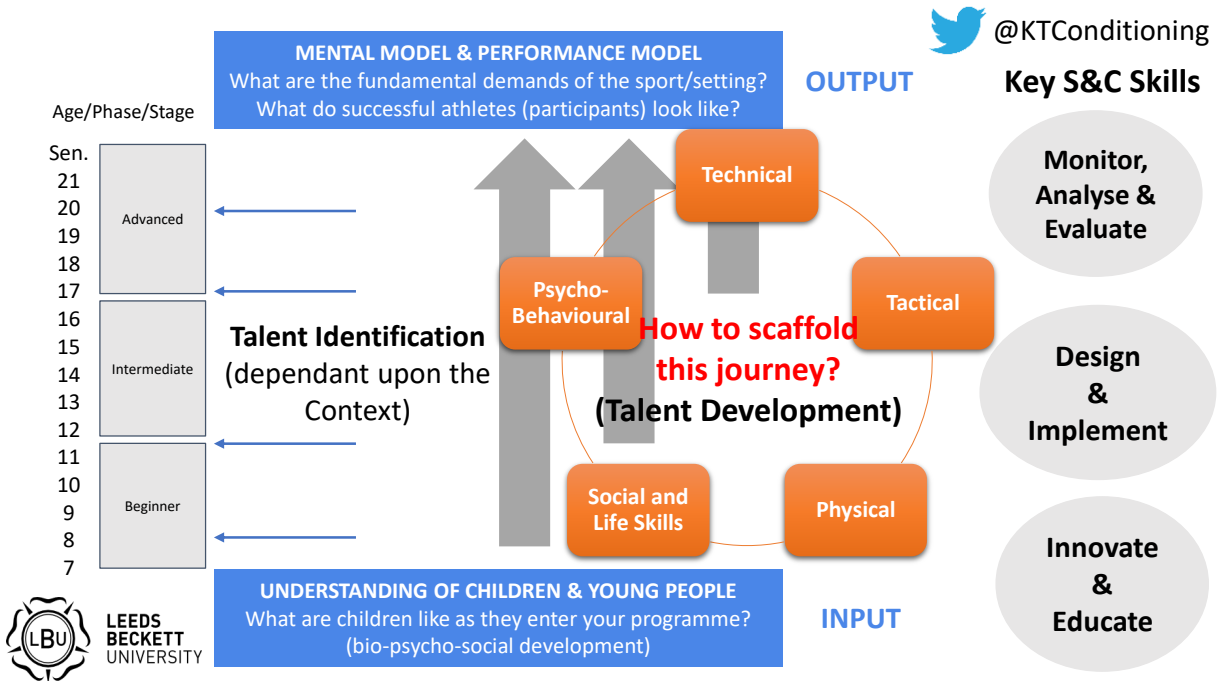 @KTConditioning
MENTAL MODEL & PERFORMANCE MODEL
What are the fundamental demands of the sport/setting?
What do successful athletes (participants) look like?
OUTPUT
Key S&C Skills
Age/Phase/Stage
Sen.
21
20
19
18
17
16
15
14
13
12
11
10
9
8
7
Advanced
Intermediate
Beginner
Talent Identification
(dependant upon the
Context)
Technical
Psycho-
Behavioural
Tactical
How to scaffold
this journey?
(Talent Development)
Social and
Life Skills
Physical
Monitor,
Analyse &
Evaluate
Design
&
Implement
Innovate
&
Educate
UNDERSTANDING OF CHILDREN & YOUNG PEOPLE
What are children like as they enter your programme?
(bio-psycho-social development)
INPUT
LBU
LEEDS
BECKETT
UNIVERSITY